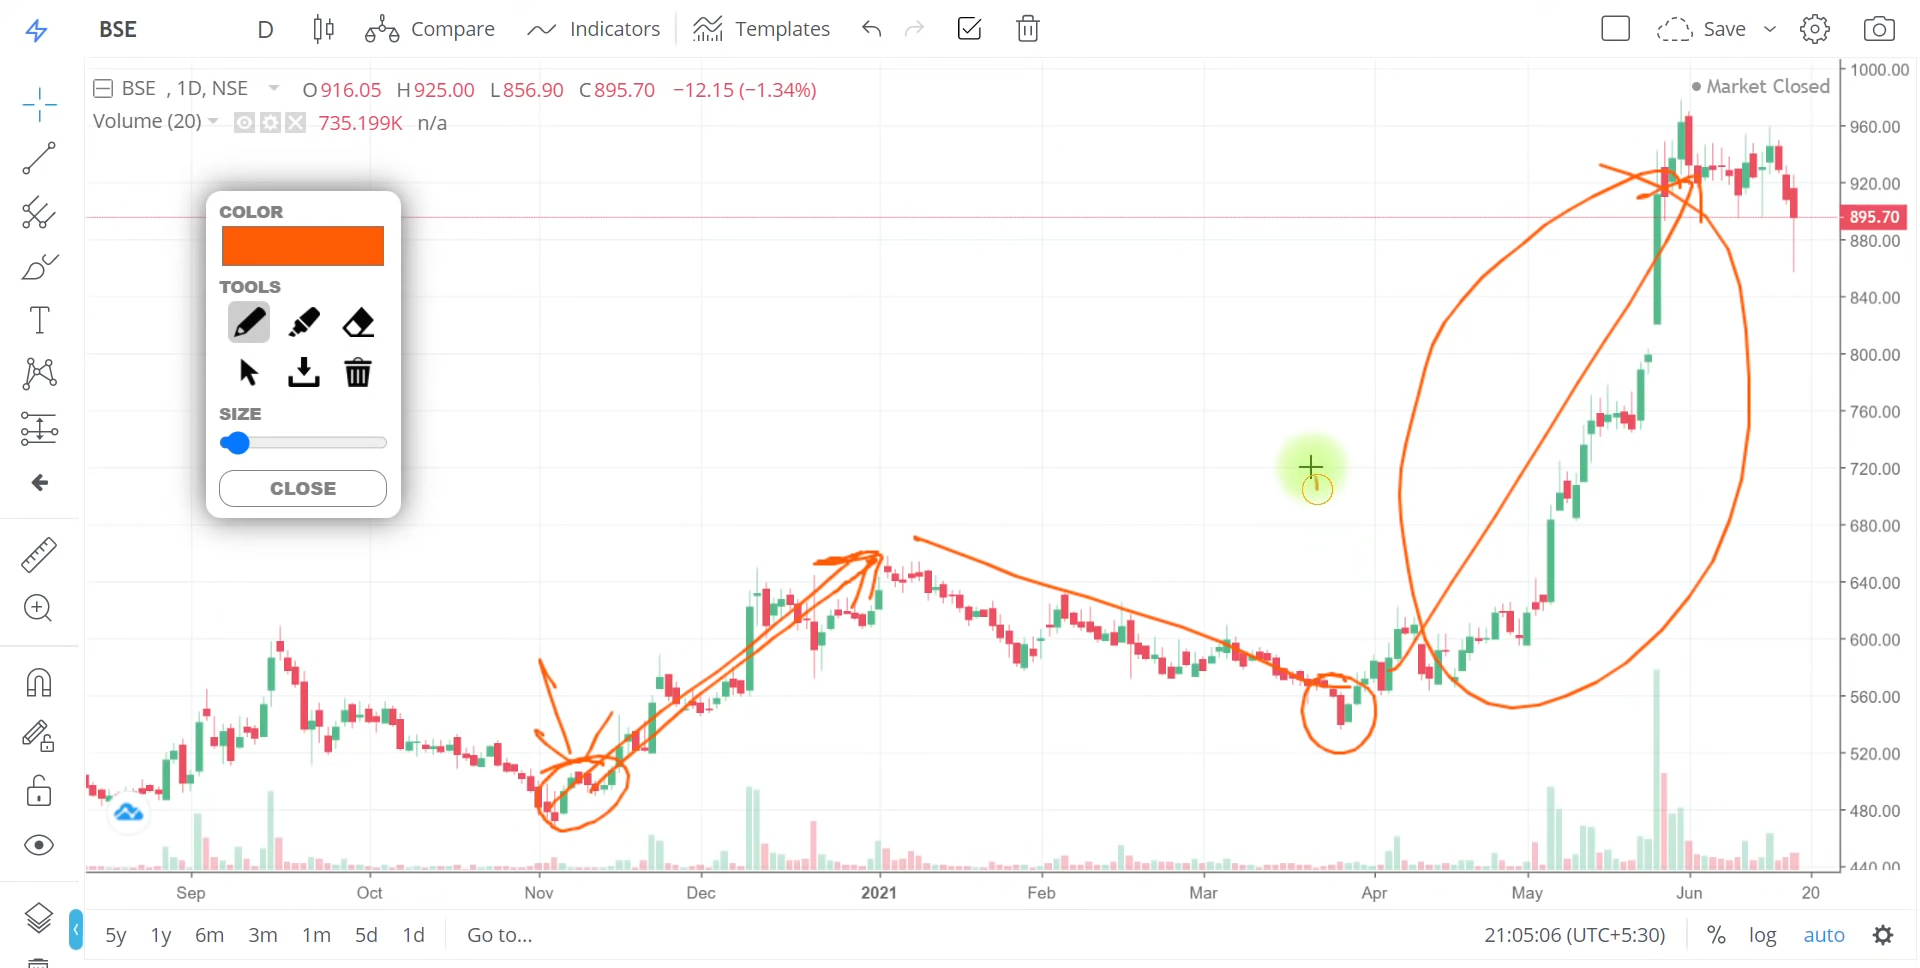 BSE D Compare Indicators Templates Save
BSE , 1D, NSE O916.05 H925.00 L856.90 C895.70 −12.15 (−1.34%)
Market Closed
Volume (20) 735.199K n/a
COLOR
TOOLS
SIZE
CLOSE
1000.00
960.00
920.00
895.70
880.00
840.00
800.00
760.00
720.00
680.00
640.00
600.00
560.00
520.00
480.00
440.00
Sep Oct Nov Dec 2021 Feb Mar Apr May Jun 20
5y 1y 6m 3m 1m 5d 1d Go to... 21:05:06 (UTC+5:30) % log auto